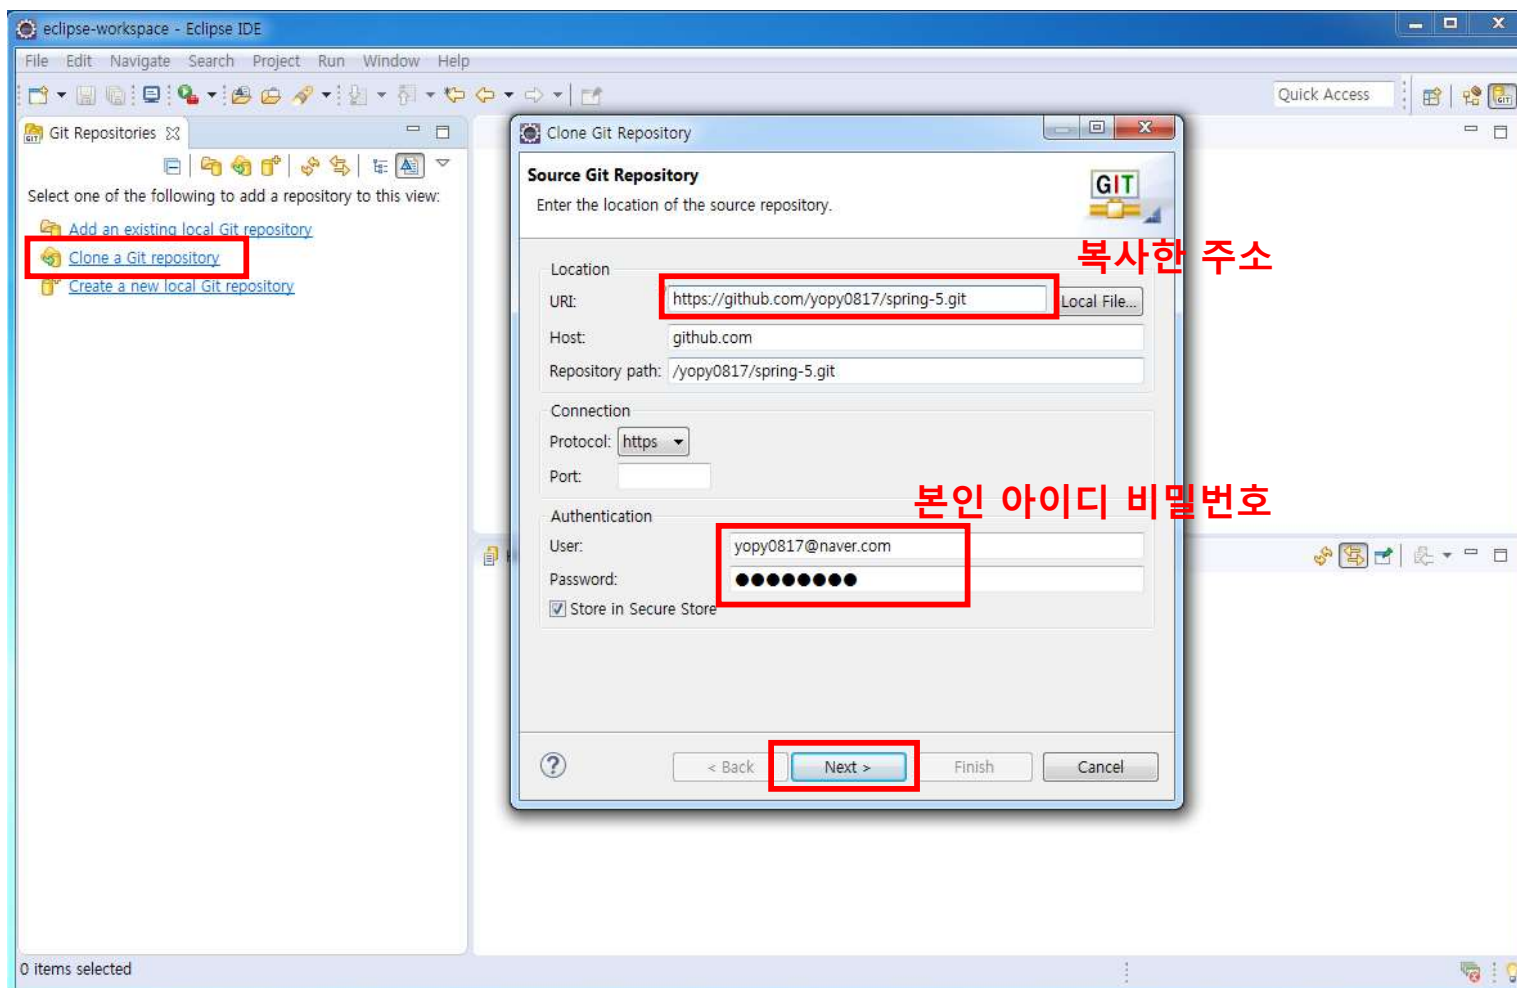 eclipse-workspace - Eclipse IDE
File Edit Navigate Search Project Run Window Help
Quick Access
Git Repositories
Select one of the following to add a repository to this view:
Add an existing local Git repository
Clone a Git repository
Create a new local Git repository
Clone Git Repository
Source Git Repository
Enter the location of the source repository.
GIT
복사한 주소
Location
URI: https://github.com/yopy0817/spring-5.git Local File...
Host: github.com
Repository path: /yopy0817/spring-5.git
Connection
Protocol: https
Port:
본인 아이디 비밀번호
Authentication
User: yopy0817@naver.com
Password: ●●●●●●●●
Store in Secure Store
< Back Next > Finish Cancel
0 items selected